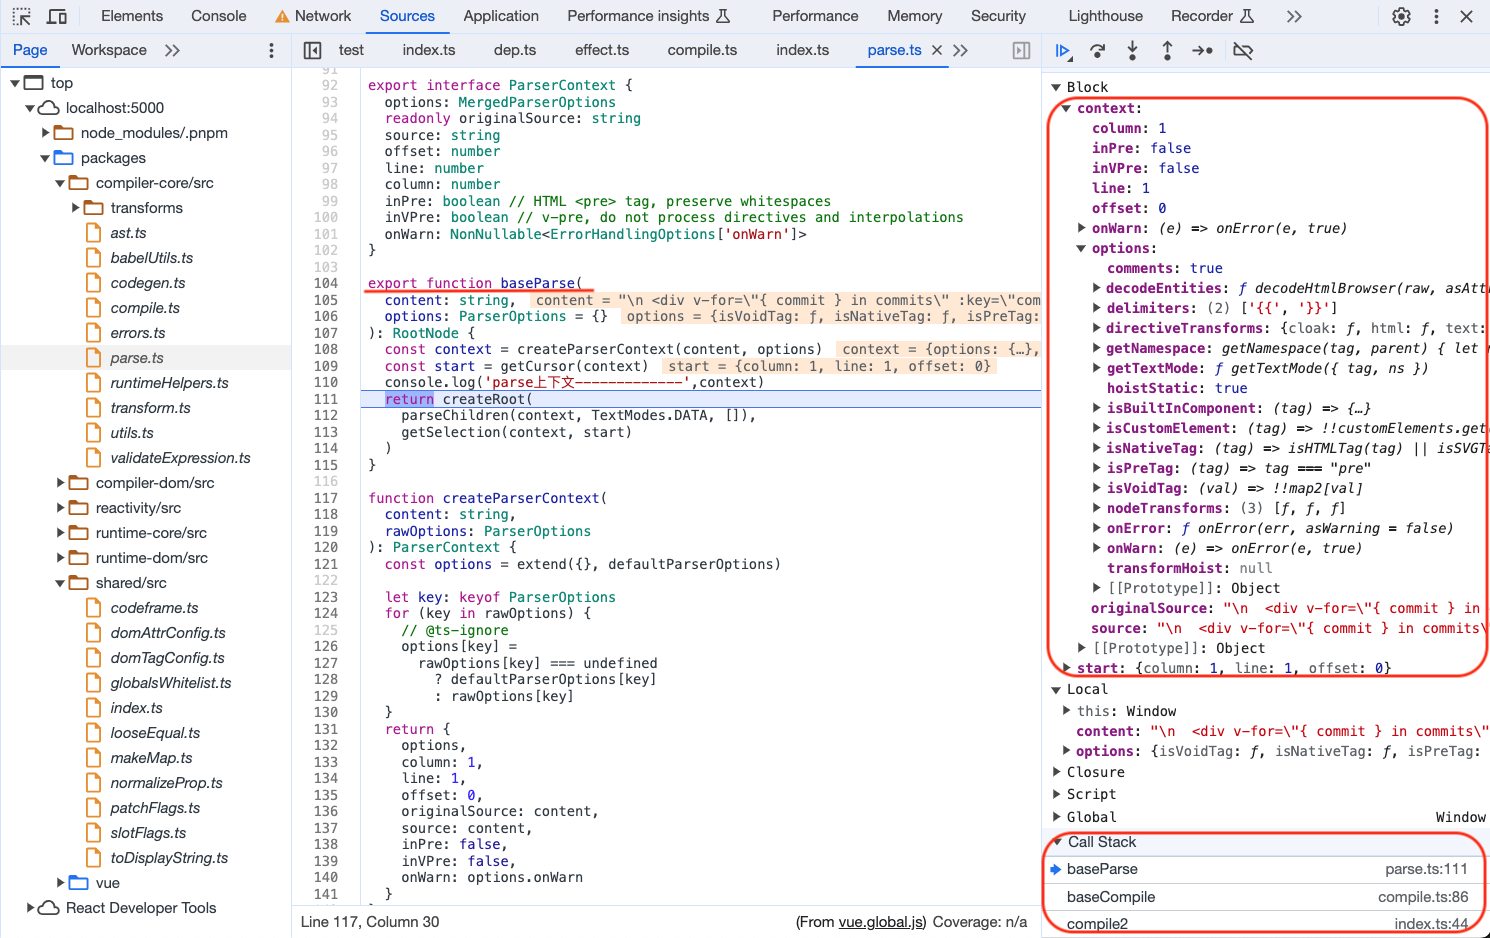 Elements Console Network Sources Application Performance insights Performance Memory Security Lighthouse Recorder
Page Workspace
test index.ts dep.ts effect.ts compile.ts index.ts parse.ts
top
localhost:5000
node_modules/.pnpm
packages
compiler-core/src
transforms
ast.ts
babelUtils.ts
codegen.ts
compile.ts
errors.ts
parse.ts
runtimeHelpers.ts
transform.ts
utils.ts
validateExpression.ts
compiler-dom/src
reactivity/src
runtime-core/src
runtime-dom/src
shared/src
codeframe.ts
domAttrConfig.ts
domTagConfig.ts
globalsWhitelist.ts
index.ts
looseEqual.ts
makeMap.ts
normalizeProp.ts
patchFlags.ts
slotFlags.ts
toDisplayString.ts
vue
React Developer Tools
91
92 export interface ParserContext {
93 options: MergedParserOptions
94 readonly originalSource: string
95 source: string
96 offset: number
97 line: number
98 column: number
99 inPre: boolean // HTML <pre> tag, preserve whitespaces
100 inVPre: boolean // v-pre, do not process directives and interpolations
101 onWarn: NonNullable<ErrorHandlingOptions['onWarn']>
102 }
103
104 export function baseParse(
105 content: string, content = "\n <div v-for=\"{ commit } in commits\" :key=\"com
106 options: ParserOptions = {} options = {isVoidTag: ƒ, isNativeTag: ƒ, isPreTag:
107 ): RootNode {
108 const context = createParserContext(content, options) context = {options: {…},
109 const start = getCursor(context) start = {column: 1, line: 1, offset: 0}
110 console.log('parse上下文-------------',context)
111 return createRoot(
112 parseChildren(context, TextModes.DATA, []),
113 getSelection(context, start)
114 )
115 }
116
117 function createParserContext(
118 content: string,
119 rawOptions: ParserOptions
120 ): ParserContext {
121 const options = extend({}, defaultParserOptions)
122
123 let key: keyof ParserOptions
124 for (key in rawOptions) {
125 // @ts-ignore
126 options[key] =
127 rawOptions[key] === undefined
128 ? defaultParserOptions[key]
129 : rawOptions[key]
130 }
131 return {
132 options,
133 column: 1,
134 line: 1,
135 offset: 0,
136 originalSource: content,
137 source: content,
138 inPre: false,
139 inVPre: false,
140 onWarn: options.onWarn
141 }
Line 117, Column 30 (From vue.global.js) Coverage: n/a
Block
context:
column: 1
inPre: false
inVPre: false
line: 1
offset: 0
onWarn: (e) => onError(e, true)
options:
comments: true
decodeEntities: ƒ decodeHtmlBrowser(raw, asAtt
delimiters: (2) ['{{', '}}']
directiveTransforms: {cloak: ƒ, html: ƒ, text:
getNamespace: getNamespace(tag, parent) { let n
getTextMode: ƒ getTextMode({ tag, ns })
hoistStatic: true
isBuiltInComponent: (tag) => {…}
isCustomElement: (tag) => !!customElements.get(
isNativeTag: (tag) => isHTMLTag(tag) || isSVGTa
isPreTag: (tag) => tag === "pre"
isVoidTag: (val) => !!map2[val]
nodeTransforms: (3) [ƒ, ƒ, ƒ]
onError: ƒ onError(err, asWarning = false)
onWarn: (e) => onError(e, true)
transformHoist: null
[[Prototype]]: Object
originalSource: "\n <div v-for=\"{ commit } in
source: "\n <div v-for=\"{ commit } in commits\
[[Prototype]]: Object
start: {column: 1, line: 1, offset: 0}
Local
this: Window
content: "\n <div v-for=\"{ commit } in commits\"
options: {isVoidTag: ƒ, isNativeTag: ƒ, isPreTag:
Closure
Script
Global Window
Call Stack
baseParse parse.ts:111
baseCompile compile.ts:86
compile2 index.ts:44